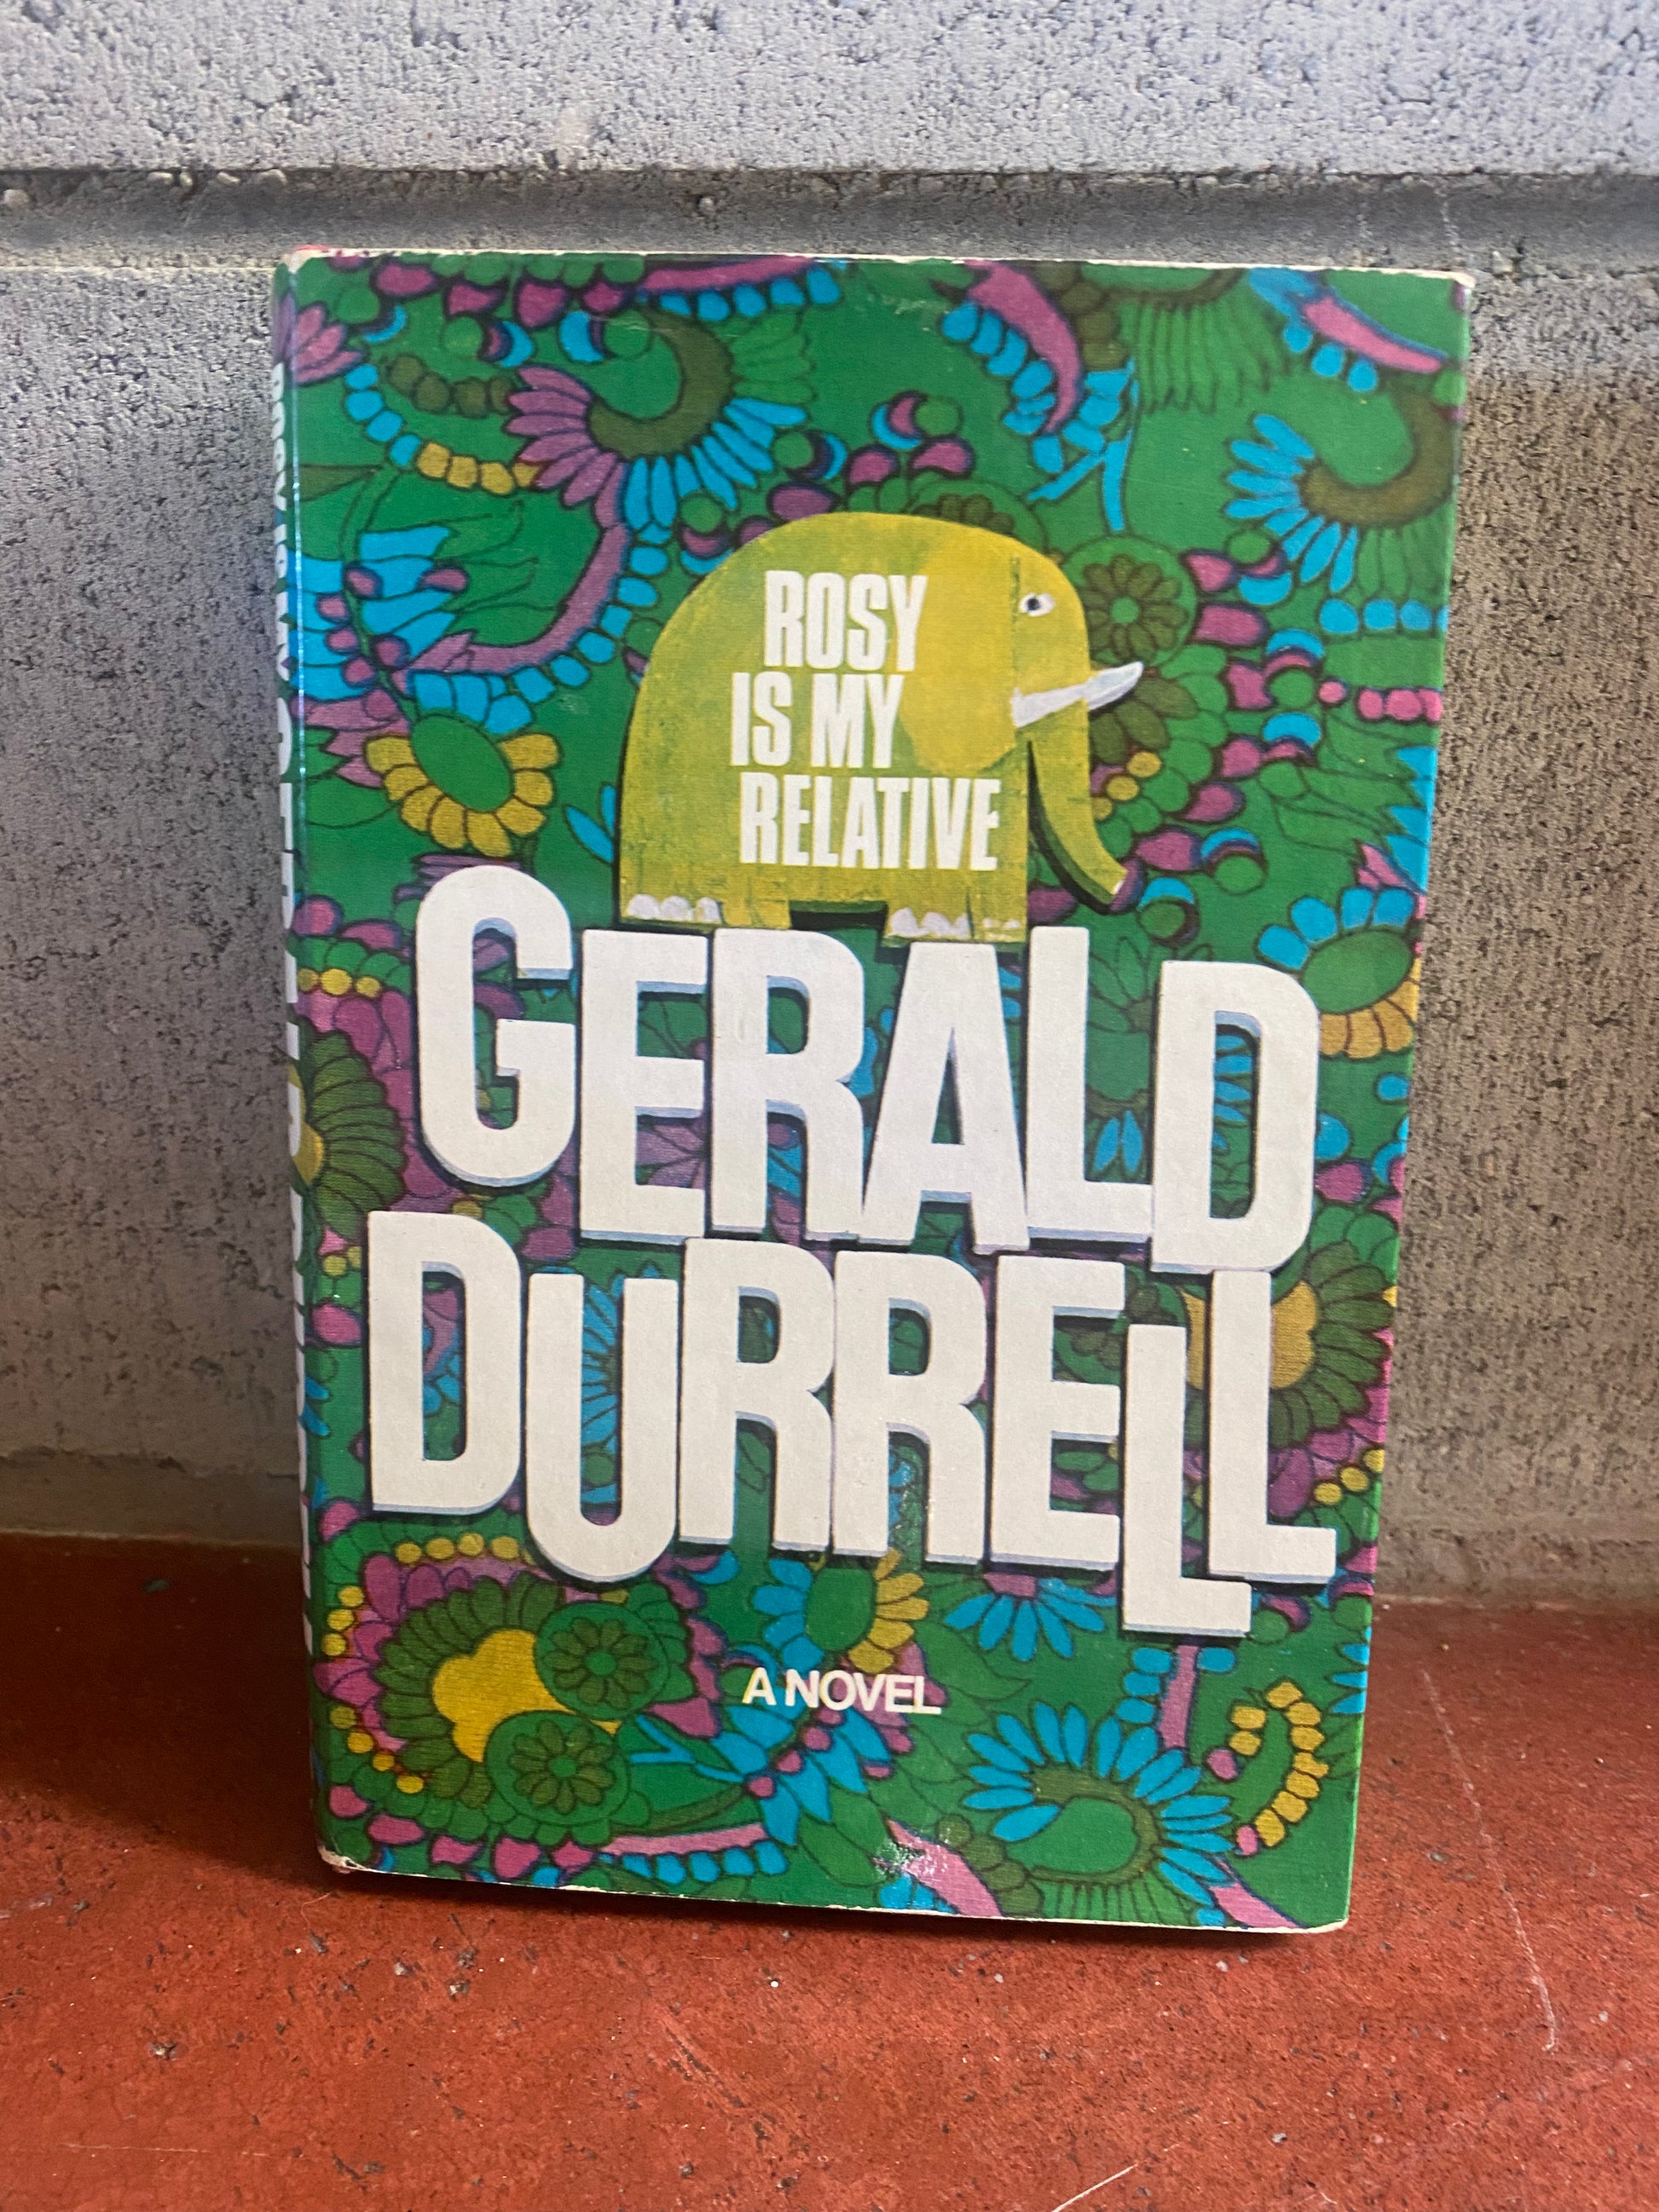 ROSY
IS MY
RELATIVE
GERALD
DURRELL
A NOVEL